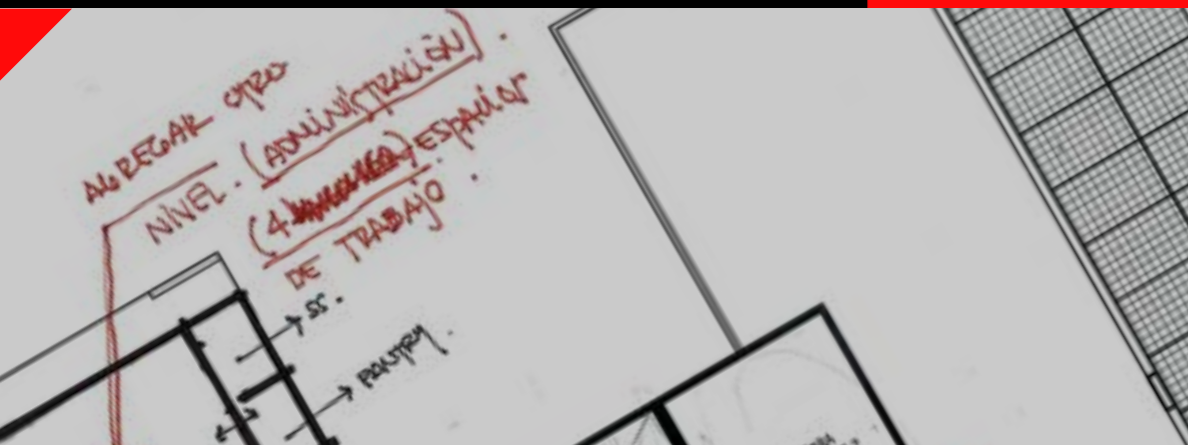 AGREGAR OTRO
NIVEL. (ADMINISTRACIÓN).
(4 ) ESPACIOS
DE TRABAJO.
SS.
PANTRY.